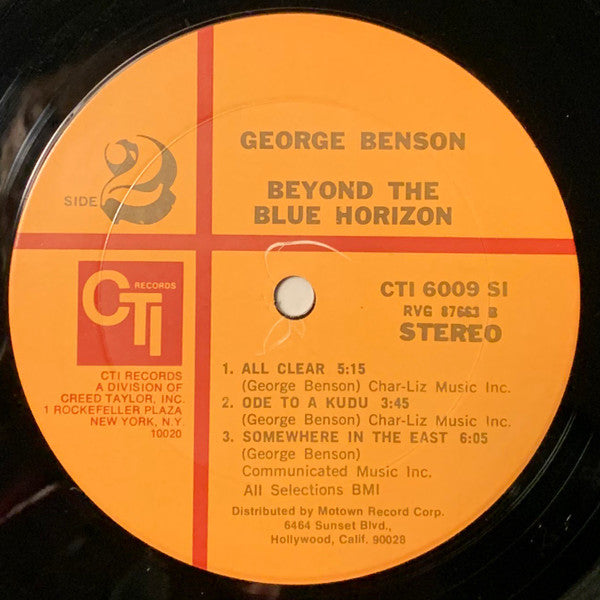 SIDE 2
GEORGE BENSON
BEYOND THE
BLUE HORIZON
CTI RECORDS
CTI RECORDS
A DIVISION OF
CREED TAYLOR, INC.
1 ROCKEFELLER PLAZA
NEW YORK, N.Y.
10020
CTI 6009 SI
RVG 87663 B
STEREO
1. ALL CLEAR 5:15
(George Benson) Char-Liz Music Inc.
2. ODE TO A KUDU 3:45
(George Benson) Char-Liz Music Inc.
3. SOMEWHERE IN THE EAST 6:05
(George Benson)
Communicated Music Inc.
All Selections BMI
Distributed by Motown Record Corp.
6464 Sunset Blvd.,
Hollywood, Calif. 90028